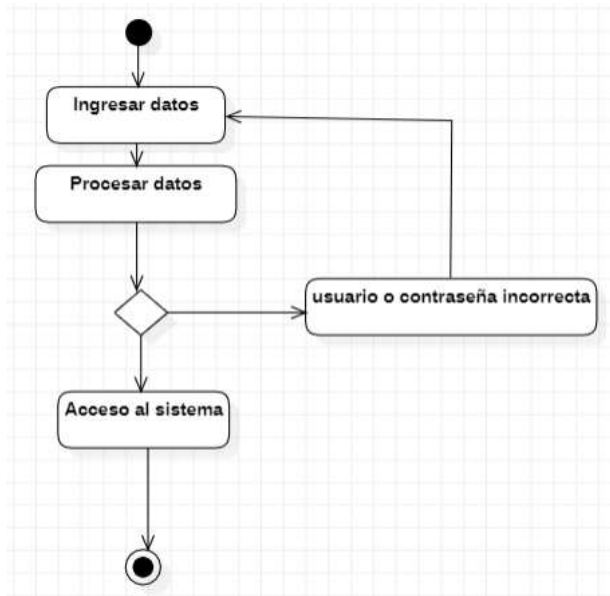 Ingresar datos
Procesar datos
usuario o contraseña incorrecta
Acceso al sistema